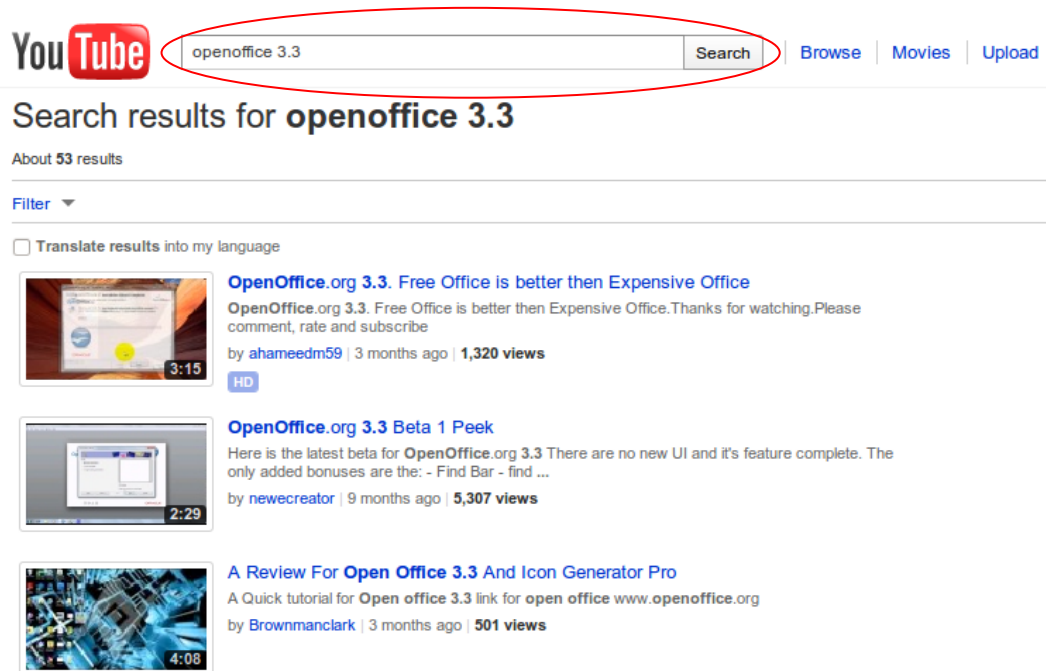 YouTube
openoffice 3.3 Search Browse Movies Upload
Search results for openoffice 3.3
About 53 results
Filter
Translate results into my language
OpenOffice.org 3.3. Free Office is better then Expensive Office
OpenOffice.org 3.3. Free Office is better then Expensive Office.Thanks for watching.Please
comment, rate and subscribe
by ahameedm59 | 3 months ago | 1,320 views
3:15
HD
OpenOffice.org 3.3 Beta 1 Peek
Here is the latest beta for OpenOffice.org 3.3 There are no new UI and it's feature complete. The
only added bonuses are the: - Find Bar - find ...
by newecreator | 9 months ago | 5,307 views
2:29
A Review For Open Office 3.3 And Icon Generator Pro
A Quick tutorial for Open office 3.3 link for open office www.openoffice.org
by Brownmanclark | 3 months ago | 501 views
4:08